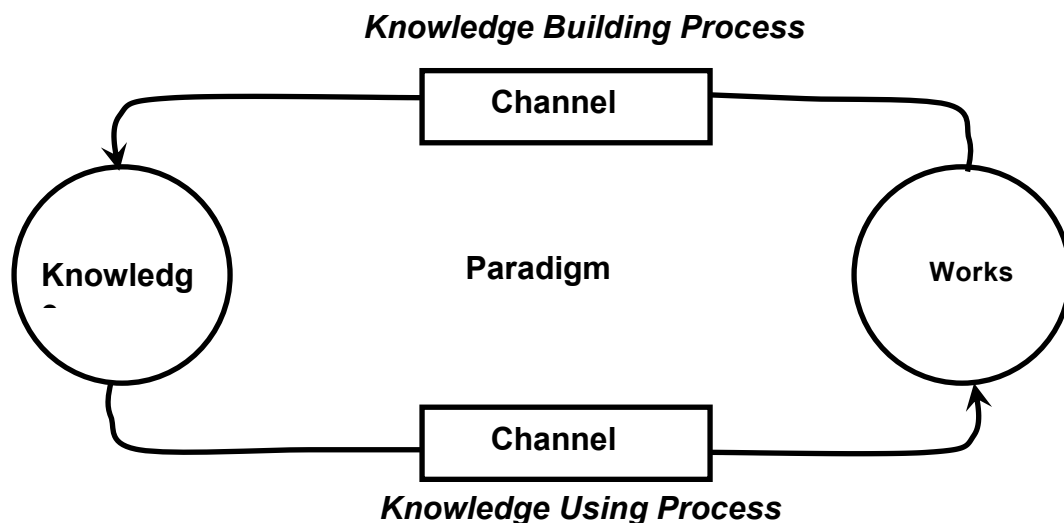 Knowledge Building Process
Channel
Knowledg
Paradigm
Works
Channel
Knowledge Using Process